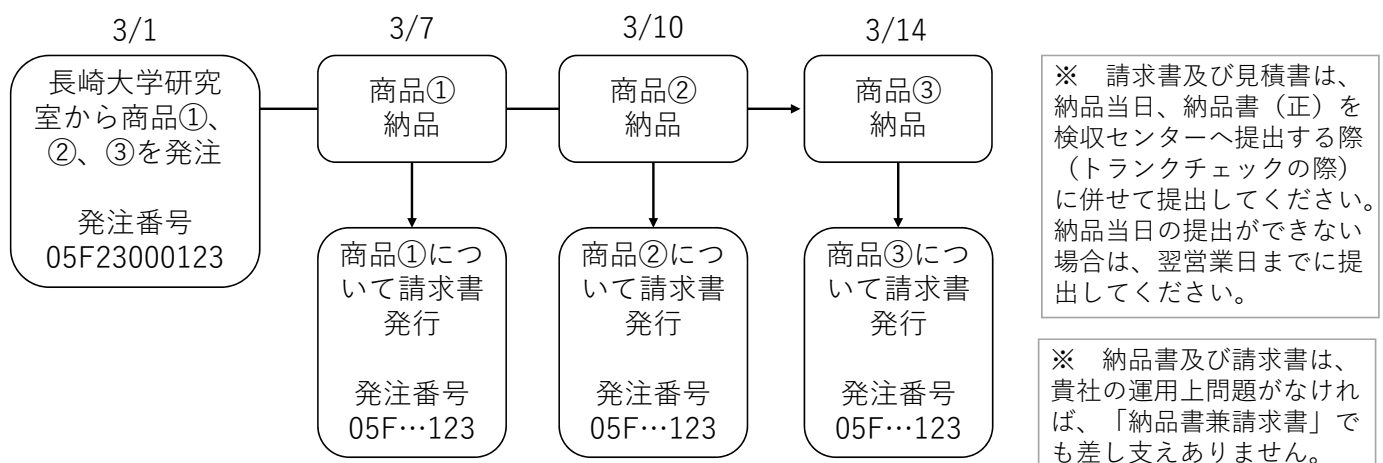 3/1
3/7
3/10
3/14
長崎大学研究
室から商品①、
②、③を発注
発注番号
05F23000123
商品①
納品
商品②
納品
商品③
納品
商品①につ
いて請求書
発行
発注番号
05F…123
商品②につ
いて請求書
発行
発注番号
05F…123
商品③につ
いて請求書
発行
発注番号
05F…123
※　請求書及び見積書は、
納品当日、納品書（正）を
検収センターへ提出する際
（トランクチェックの際）
に併せて提出してください。
納品当日の提出ができない
場合は、翌営業日までに提
出してください。
※　納品書及び請求書は、
貴社の運用上問題がなけれ
ば、「納品書兼請求書」で
も差し支えありません。